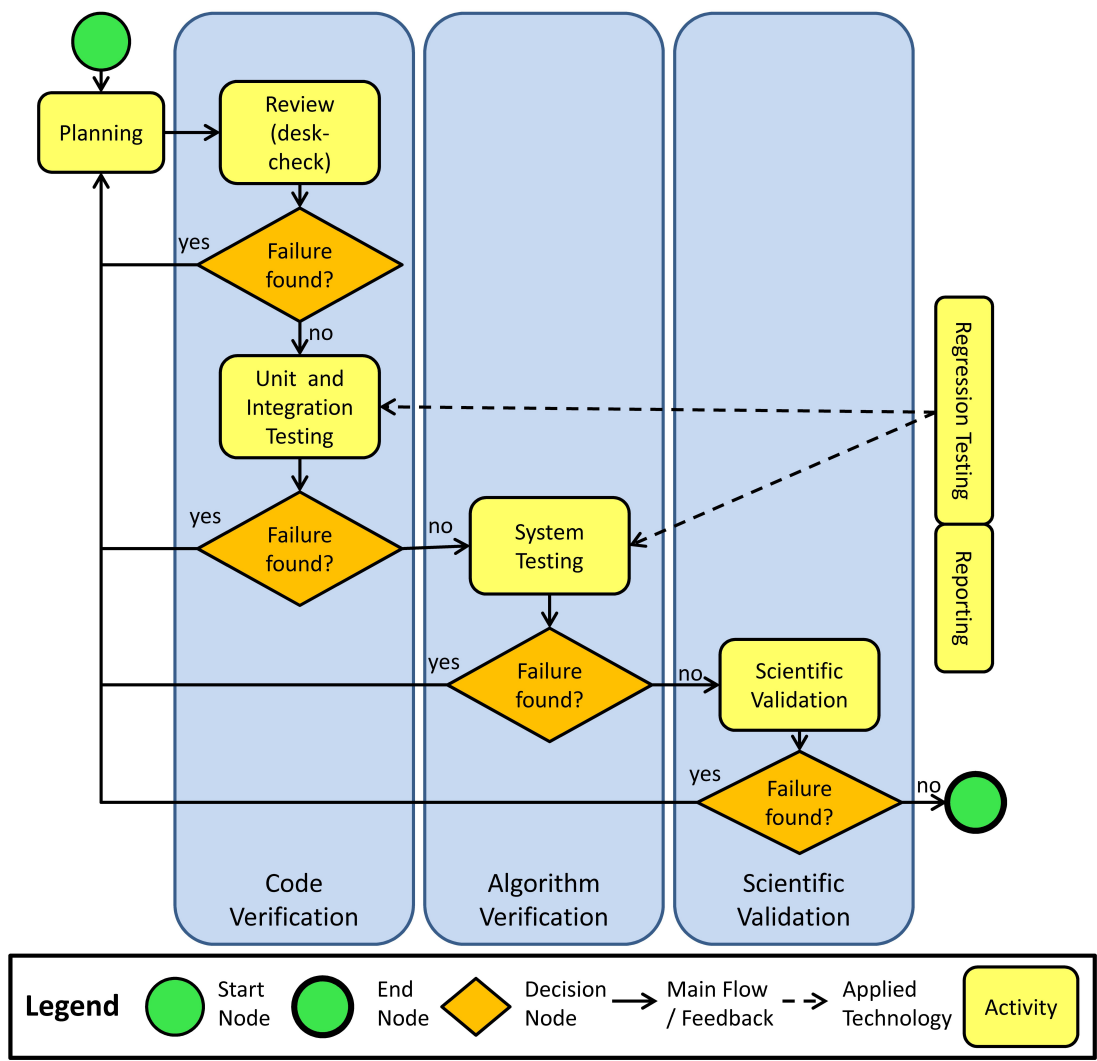 Planning
Review
(desk-
check)
yes
Failure
found?
no
Unit and
Integration
Testing
Regression Testing
yes
Failure
found?
no
System
Testing
Reporting
yes
Failure
found?
no
Scientific
Validation
yes
Failure
found?
no
Code
Verification
Algorithm
Verification
Scientific
Validation
Legend
Start
Node
End
Node
Decision
Node
Main Flow
/ Feedback
Applied
Technology
Activity